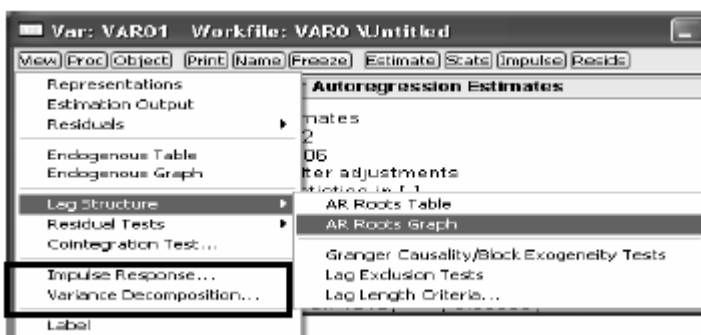 Var: VAR01 Workfile: VAR0 \Untitled
View Proc Object Print Name Freeze Estimate Stats Impulse Resids
Representations
Estimation Output
Residuals
Endogenous Table
Endogenous Graph
Lag Structure
Residual Tests
Cointegration Test...
Impulse Response...
Variance Decomposition...
Label
Autoregression Estimates
mates
2
06
ter adjustments
AR Roots Table
AR Roots Graph
Granger Causality/Block Exogeneity Tests
Lag Exclusion Tests
Lag Length Criteria...